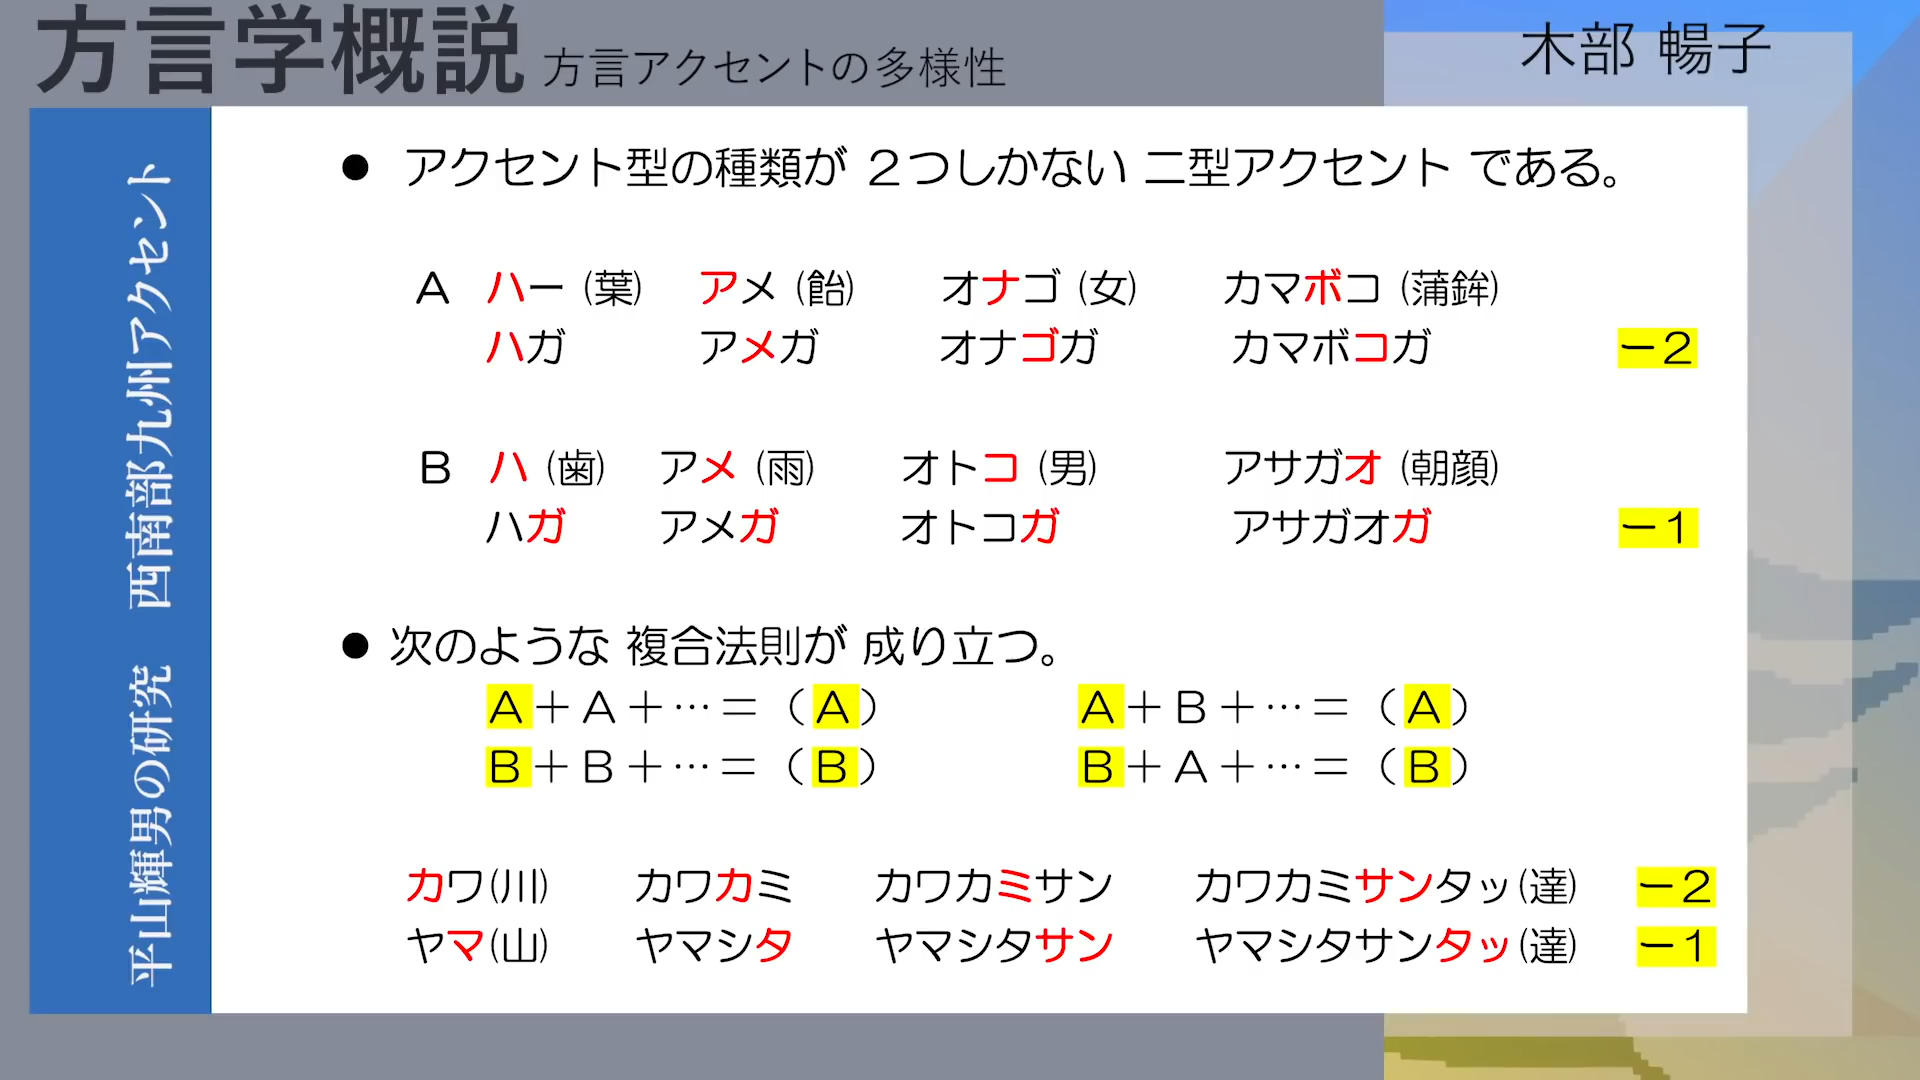 方言学概説 方言アクセントの多様性
木部 暢子
平山輝男の研究 西南部九州アクセント
● アクセント型の種類が 2つしかない 二型アクセント である。
A ハー (葉) アメ (飴) オナゴ (女) カマボコ (蒲鉾)
ハガ アメガ オナゴガ カマボコガ −2
B ハ (歯) アメ (雨) オトコ (男) アサガオ (朝顔)
ハガ アメガ オトコガ アサガオガ −1
● 次のような 複合法則が 成り立つ。
A+A+…=(A) A+B+…=(A)
B+B+…=(B) B+A+…=(B)
カワ(川) カワカミ カワカミサン カワカミサンタッ(達) −2
ヤマ(山) ヤマシタ ヤマシタサン ヤマシタサンタッ(達) −1